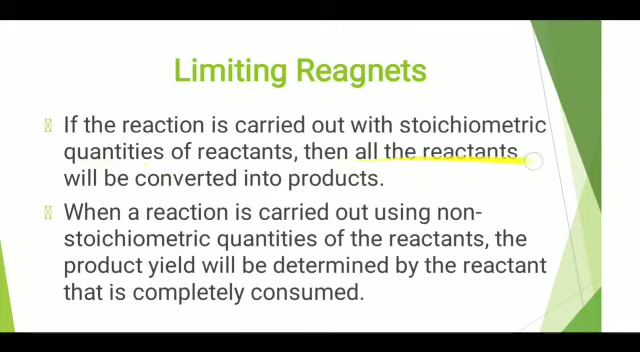 Limiting Reagnets
If the reaction is carried out with stoichiometric
quantities of reactants, then all the reactants
will be converted into products.
When a reaction is carried out using non-
stoichiometric quantities of the reactants, the
product yield will be determined by the reactant
that is completely consumed.